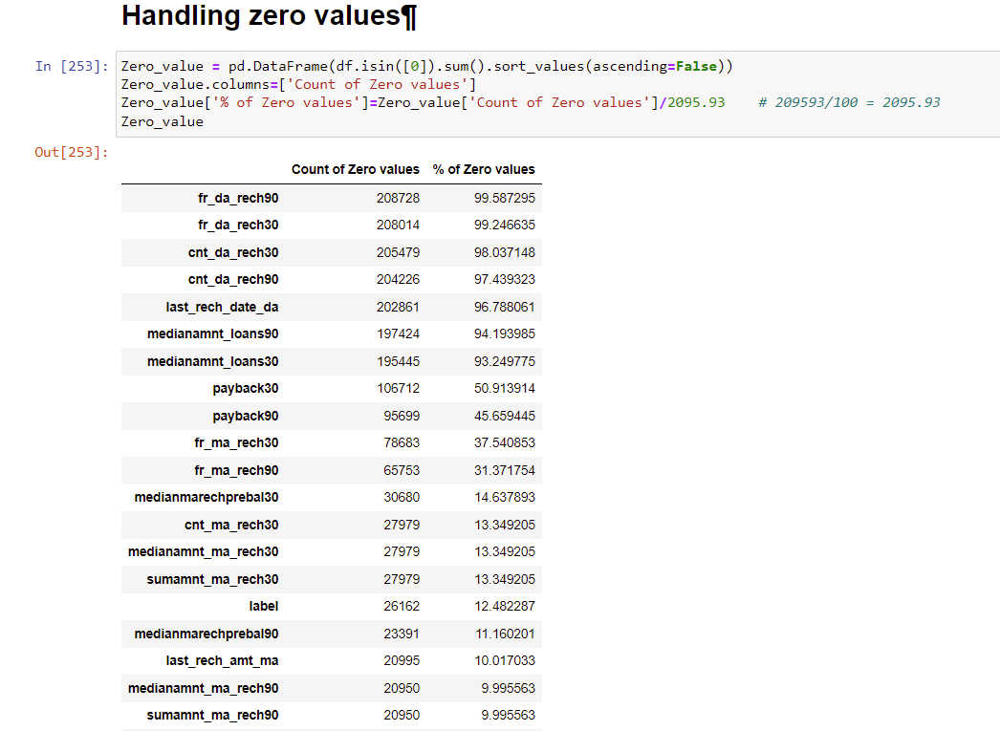 Handling zero values¶
In [253]: Zero_value = pd.DataFrame(df.isin([0]).sum().sort_values(ascending=False))
Zero_value.columns=['Count of Zero values']
Zero_value['% of Zero values']=Zero_value['Count of Zero values']/2095.93    # 209593/100 = 2095.93
Zero_value
Out[253]:
Count of Zero values % of Zero values
fr_da_rech90 208728 99.587295
fr_da_rech30 208014 99.246635
cnt_da_rech30 205479 98.037148
cnt_da_rech90 204226 97.439323
last_rech_date_da 202861 96.788061
medianamnt_loans90 197424 94.193985
medianamnt_loans30 195445 93.249775
payback30 106712 50.913914
payback90 95699 45.659445
fr_ma_rech30 78683 37.540853
fr_ma_rech90 65753 31.371754
medianmarechprebal30 30680 14.637893
cnt_ma_rech30 27979 13.349205
medianamnt_ma_rech30 27979 13.349205
sumamnt_ma_rech30 27979 13.349205
label 26162 12.482287
medianmarechprebal90 23391 11.160201
last_rech_amt_ma 20995 10.017033
medianamnt_ma_rech90 20950 9.995563
sumamnt_ma_rech90 20950 9.995563